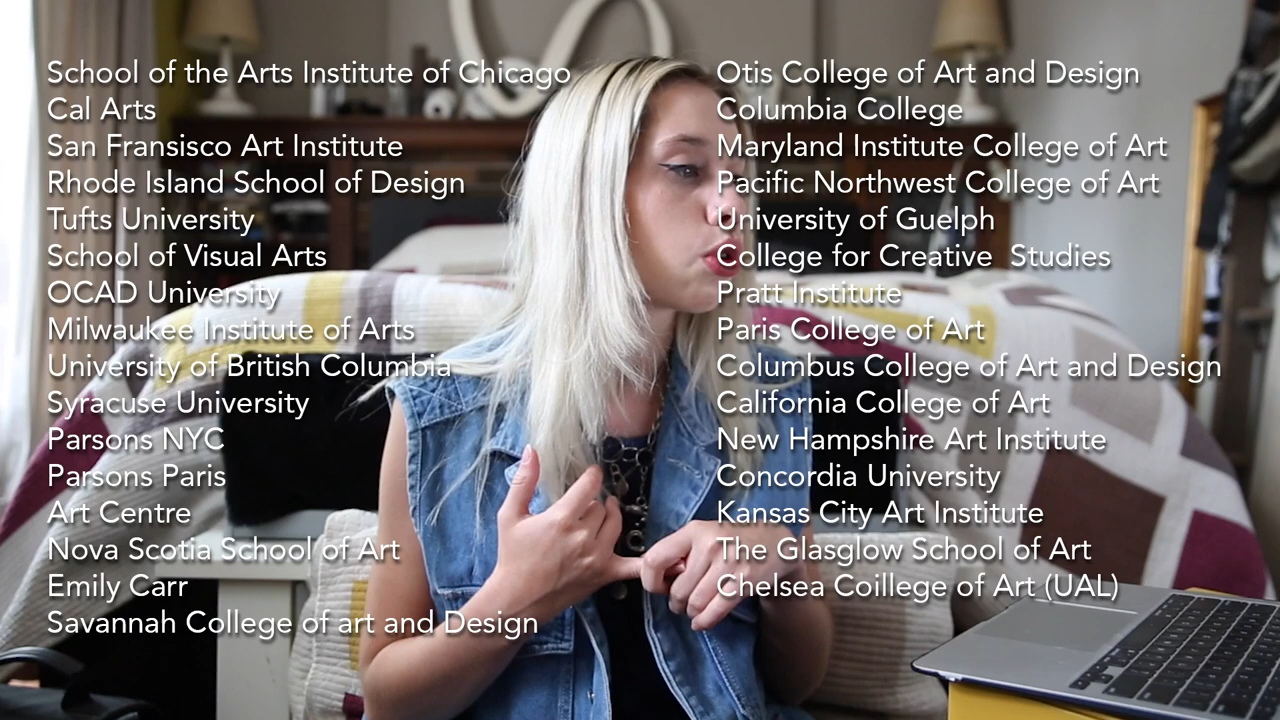 School of the Arts Institute of Chicago
Cal Arts
San Fransisco Art Institute
Rhode Island School of Design
Tufts University
School of Visual Arts
OCAD University
Milwaukee Institute of Arts
University of British Columbia
Syracuse University
Parsons NYC
Parsons Paris
Art Centre
Nova Scotia School of Art
Emily Carr
Savannah College of art and Design
Otis College of Art and Design
Columbia College
Maryland Institute College of Art
Pacific Northwest College of Art
University of Guelph
College for Creative  Studies
Pratt Institute
Paris College of Art
Columbus College of Art and Design
California College of Art
New Hampshire Art Institute
Concordia University
Kansas City Art Institute
The Glasglow School of Art
Chelsea Coillege of Art (UAL)